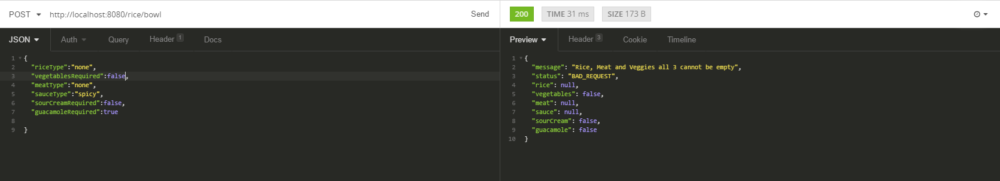 POST http://localhost:8080/rice/bowl Send 200 TIME 31 ms SIZE 173 B
JSON Auth Query Header 1 Docs Preview Header 3 Cookie Timeline
1 {
2 "riceType":"none",
3 "vegetablesRequired":false,
4 "meatType":"none",
5 "sauceType":"spicy",
6 "sourCreamRequired":false,
7 "guacamoleRequired":true
8
9 }
1 {
2 "message": "Rice, Meat and Veggies all 3 cannot be empty",
3 "status": "BAD_REQUEST",
4 "rice": null,
5 "vegetables": false,
6 "meat": null,
7 "sauce": null,
8 "sourCream": false,
9 "guacamole": false
10 }